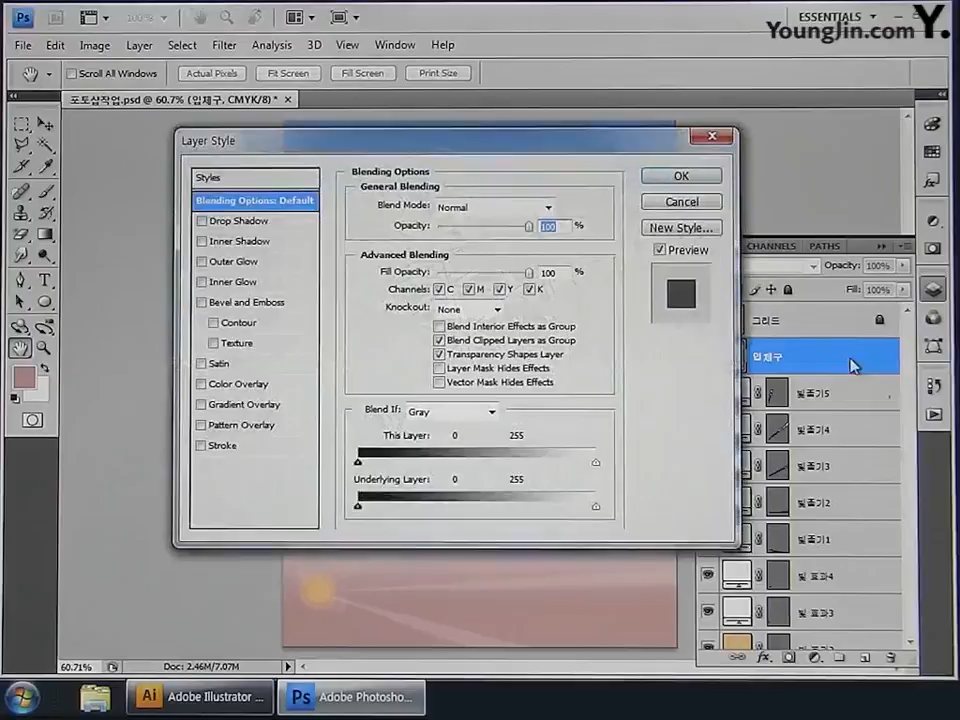 Ps
100%
ESSENTIALS
Y.
YoungJin.com
File Edit Image Layer Select Filter Analysis 3D View Window Help
Scroll All Windows
Actual Pixels
Fit Screen
Fill Screen
Print Size
포토샵작업.psd @ 60.7% (입체구, CMYK/8) * ×
Layer Style
Styles
Blending Options: Default
Drop Shadow
Inner Shadow
Outer Glow
Inner Glow
Bevel and Emboss
Contour
Texture
Satin
Color Overlay
Gradient Overlay
Pattern Overlay
Stroke
Blending Options
General Blending
Blend Mode: Normal
Opacity: 100 %
Advanced Blending
Fill Opacity: 100 %
Channels: C M Y K
Knockout: None
Blend Interior Effects as Group
Blend Clipped Layers as Group
Transparency Shapes Layer
Layer Mask Hides Effects
Vector Mask Hides Effects
Blend If: Gray
This Layer: 0 255
Underlying Layer: 0 255
OK
Cancel
New Style...
Preview
CHANNELS PATHS
Opacity: 100%
Fill: 100%
그리드
입체구
빛줄기5
빛줄기4
빛줄기3
빛줄기2
빛줄기1
빛 효과4
빛 효과3
60.71% Doc: 2.46M/7.07M
Ai Adobe Illustrator ...
Ps Adobe Photosho...